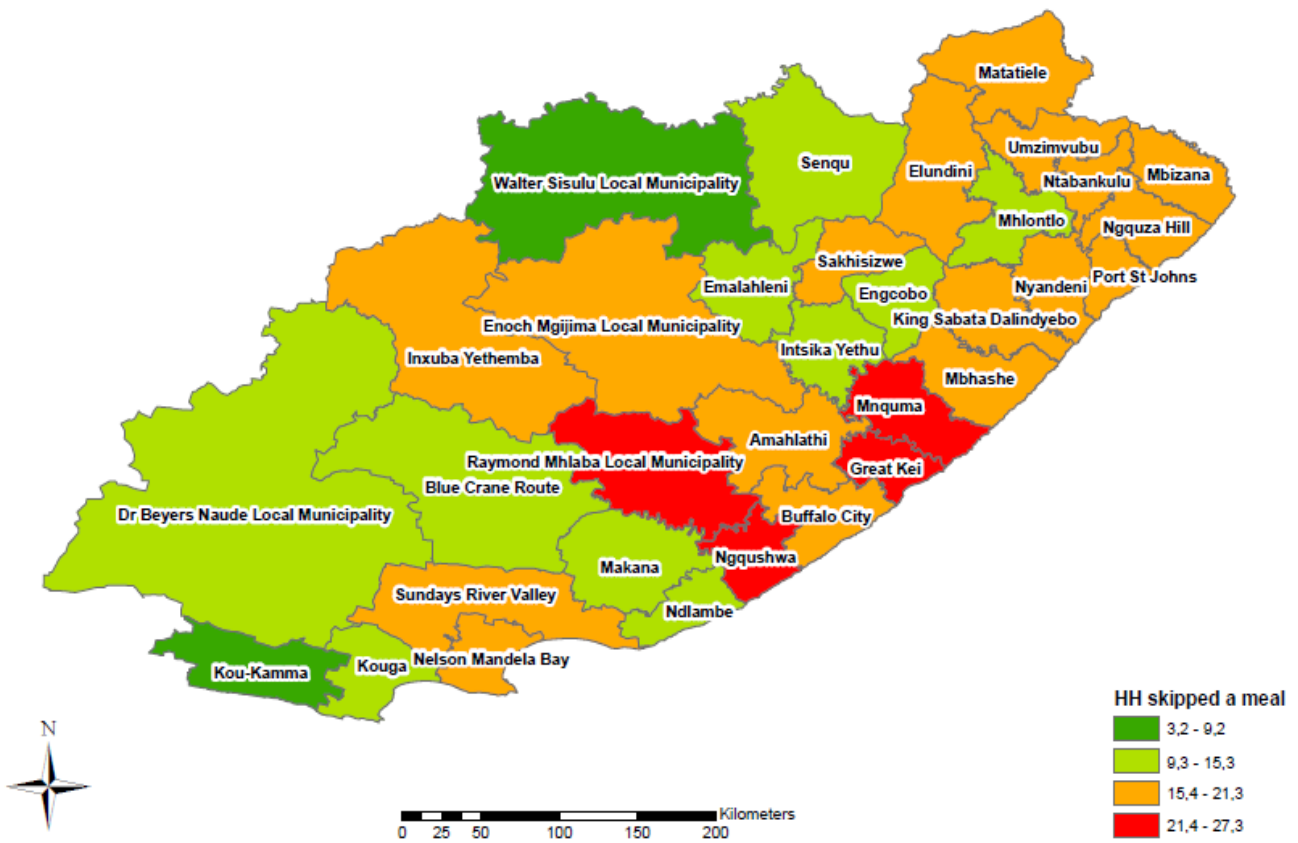 Matatiele
Umzimvubu
Senqu
Elundini
Mbizana
Walter Sisulu Local Municipality
Ntabankulu
Mhlontlo
Ngquza Hill
Sakhisizwe
Port St Johns
Emalahleni
Engcobo
Nyandeni
King Sabata Dalindyebo
Enoch Mgijima Local Municipality
Intsika Yethu
Inxuba Yethemba
Mbhashe
Mnquma
Amahlathi
Raymond Mhlaba Local Municipality
Great Kei
Blue Crane Route
Dr Beyers Naude Local Municipality
Buffalo City
Ngqushwa
Makana
Sundays River Valley
Ndlambe
Nelson Mandela Bay
Kouga
Kou-Kamma
HH skipped a meal
3,2 - 9,2
9,3 - 15,3
15,4 - 21,3
21,4 - 27,3
N
Kilometers
0 25 50 100 150 200